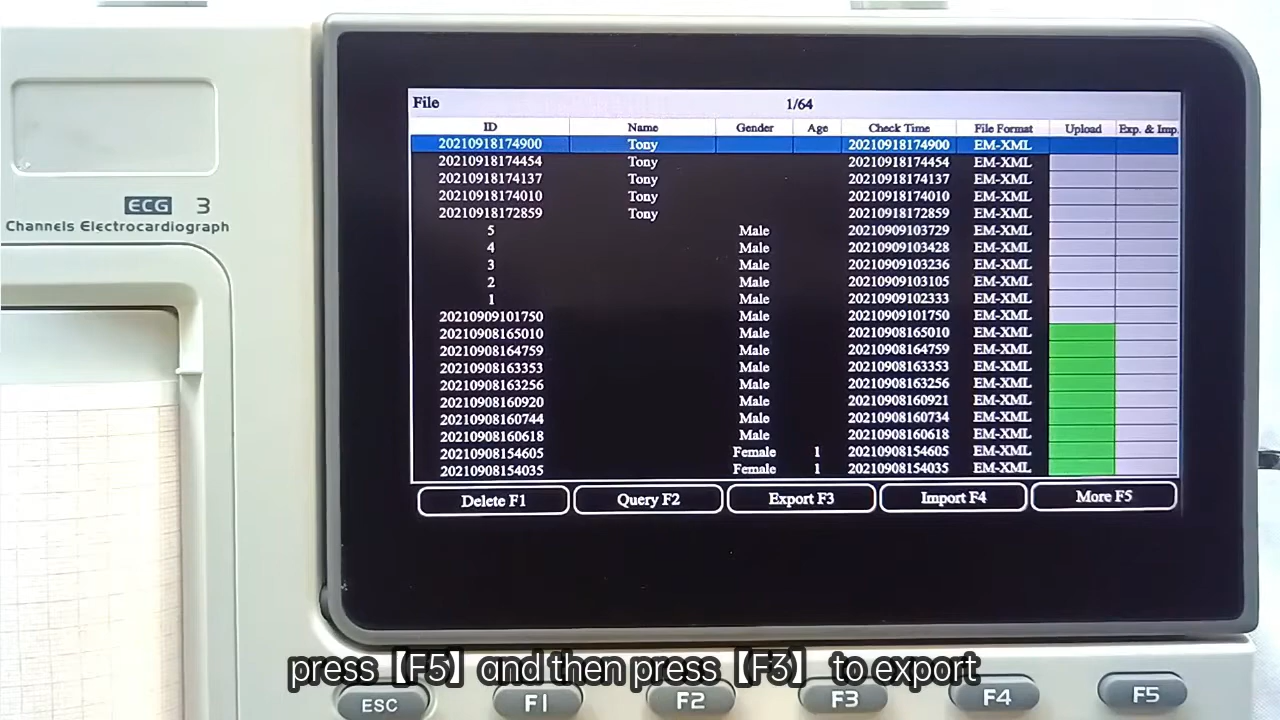 File 1/64
ID Name Gender Age Check Time File Format Upload Exp. & Imp.
20210918174900 Tony 20210918174900 EM-XML
20210918174454 Tony 20210918174454 EM-XML
20210918174137 Tony 20210918174137 EM-XML
20210918174010 Tony 20210918174010 EM-XML
20210918172859 Tony 20210918172859 EM-XML
5 Male 20210909103729 EM-XML
4 Male 20210909103428 EM-XML
3 Male 20210909103236 EM-XML
2 Male 20210909103105 EM-XML
1 Male 20210909102333 EM-XML
20210909101750 Male 20210909101750 EM-XML
20210908165010 Male 20210908165010 EM-XML
20210908164759 Male 20210908164759 EM-XML
20210908163353 Male 20210908163353 EM-XML
20210908163256 Male 20210908163256 EM-XML
20210908160920 Male 20210908160921 EM-XML
20210908160744 Male 20210908160734 EM-XML
20210908160618 Male 20210908160618 EM-XML
20210908154605 Female 1 20210908154605 EM-XML
20210908154035 Female 1 20210908154035 EM-XML
Delete F1 Query F2 Export F3 Import F4 More F5
ECG 3
Channels Electrocardiograph
press【F5】and then press【F3】 to export
ESC F1 F2 F3 F4 F5